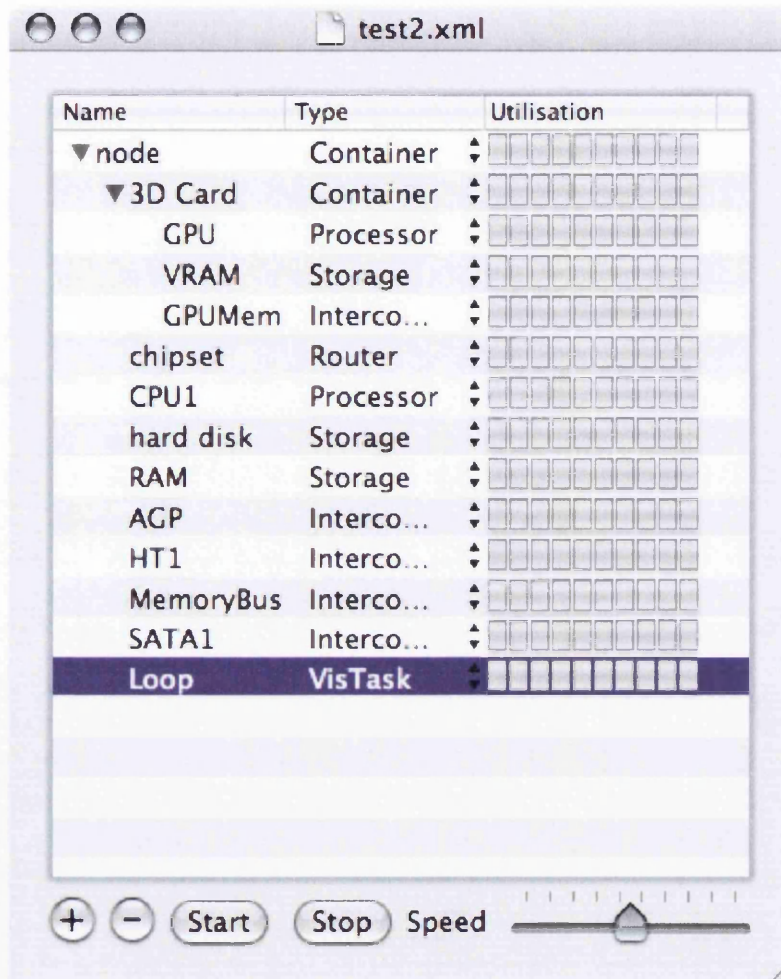 test2.xml
Name Type Utilisation
node Container
3D Card Container
GPU Processor
VRAM Storage
GPUMem Interco...
chipset Router
CPU1 Processor
hard disk Storage
RAM Storage
AGP Interco...
HT1 Interco...
MemoryBus Interco...
SATA1 Interco...
Loop VisTask
+ - Start Stop Speed